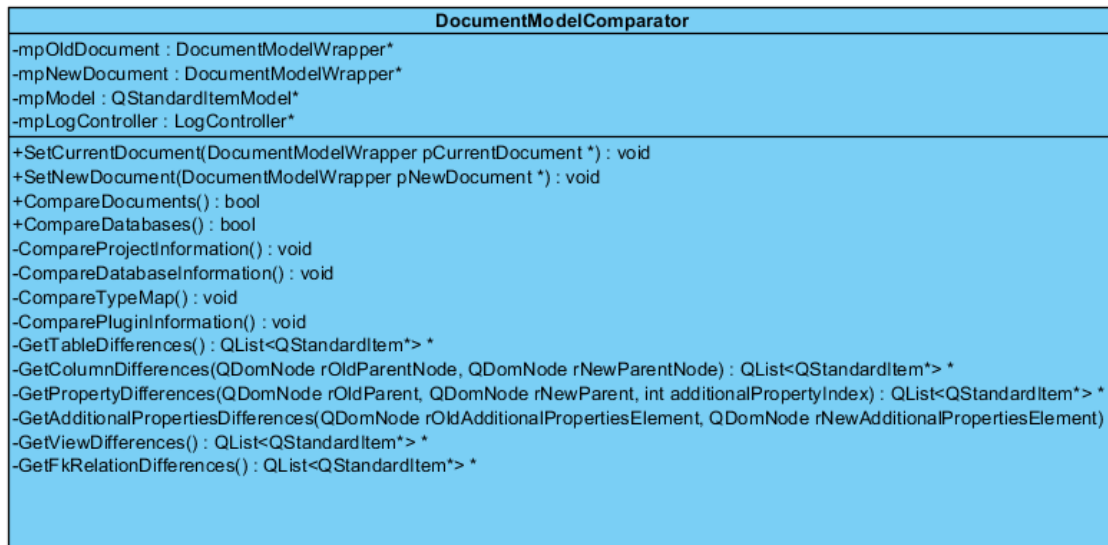 DocumentModelComparator
-mpOldDocument : DocumentModelWrapper*
-mpNewDocument : DocumentModelWrapper*
-mpModel : QStandardItemModel*
-mpLogController : LogController*
+SetCurrentDocument(DocumentModelWrapper pCurrentDocument *) : void
+SetNewDocument(DocumentModelWrapper pNewDocument *) : void
+CompareDocuments() : bool
+CompareDatabases() : bool
-CompareProjectInformation() : void
-CompareDatabaseInformation() : void
-CompareTypeMap() : void
-ComparePluginInformation() : void
-GetTableDifferences() : QList<QStandardItem*> *
-GetColumnDifferences(QDomNode rOldParentNode, QDomNode rNewParentNode) : QList<QStandardItem*> *
-GetPropertyDifferences(QDomNode rOldParent, QDomNode rNewParent, int additionalPropertyIndex) : QList<QStandardItem*> *
-GetAdditionalPropertiesDifferences(QDomNode rOldAdditionalPropertiesElement, QDomNode rNewAdditionalPropertiesElement)
-GetViewDifferences() : QList<QStandardItem*> *
-GetFkRelationDifferences() : QList<QStandardItem*> *